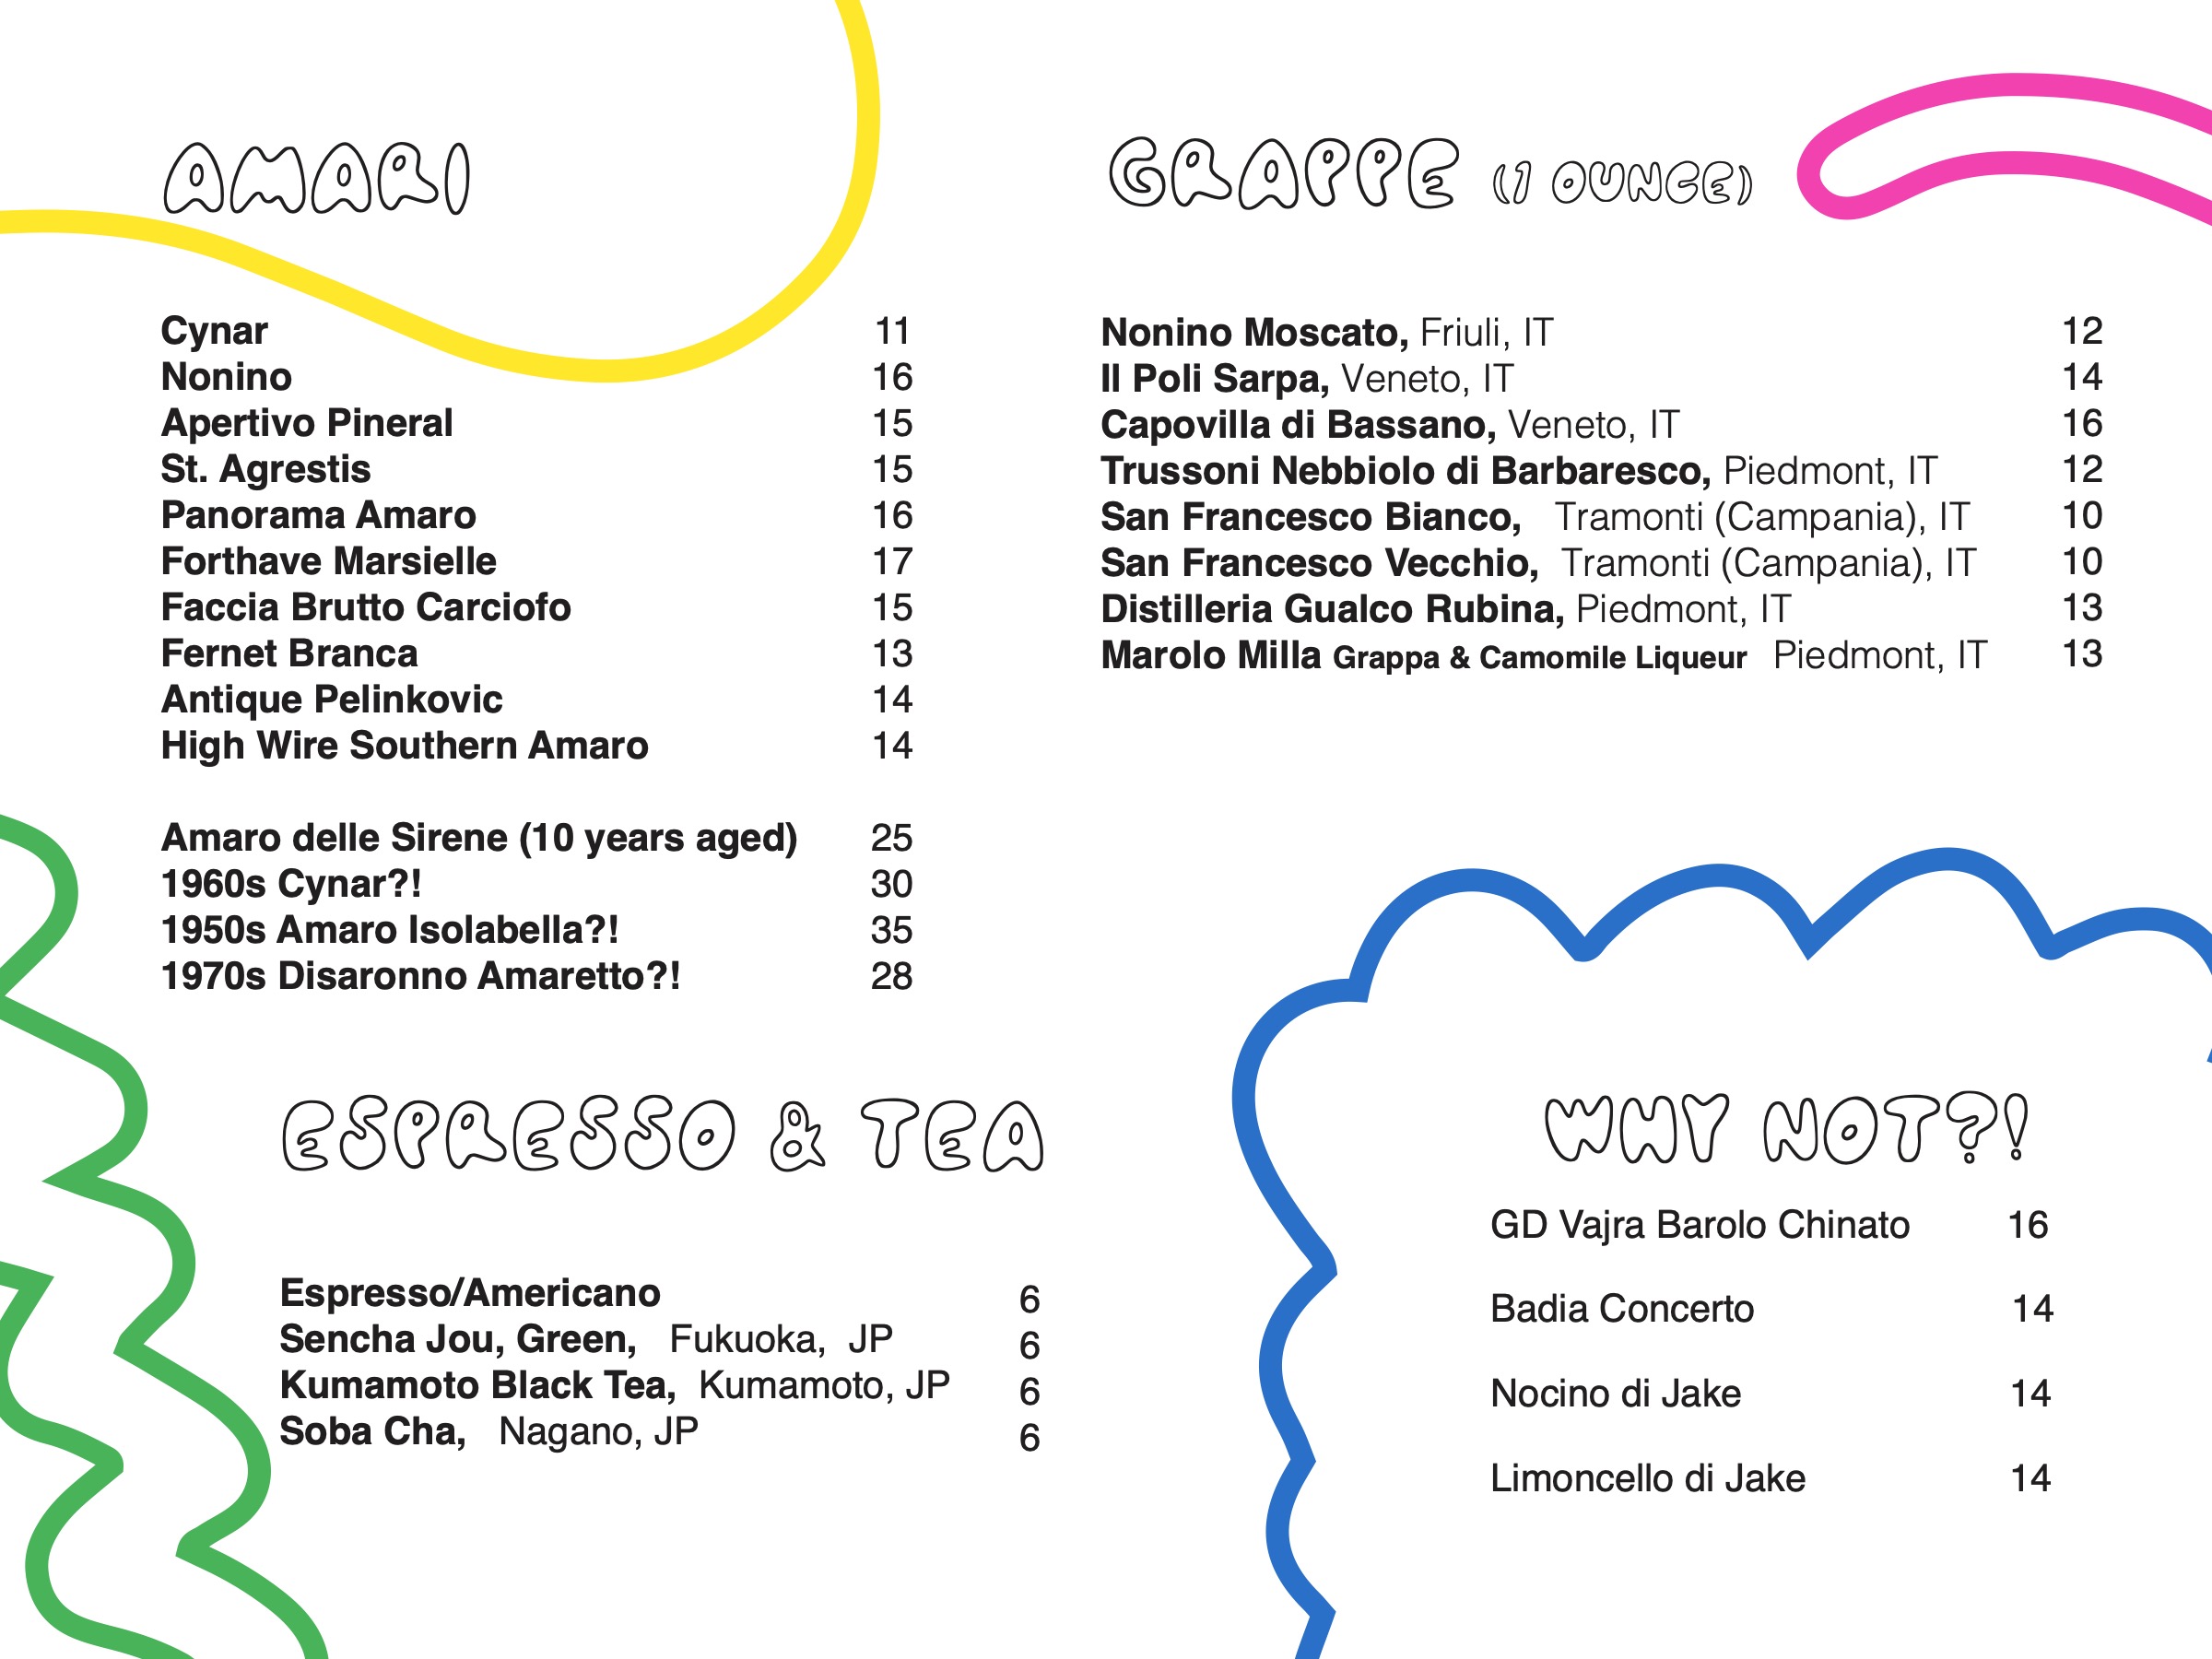 AMARI
Cynar 11
Nonino 16
Apertivo Pineral 15
St. Agrestis 15
Panorama Amaro 16
Forthave Marsielle 17
Faccia Brutto Carciofo 15
Fernet Branca 13
Antique Pelinkovic 14
High Wire Southern Amaro 14
Amaro delle Sirene (10 years aged) 25
1960s Cynar?! 30
1950s Amaro Isolabella?! 35
1970s Disaronno Amaretto?! 28
GRAPPE (1 OUNCE)
Nonino Moscato, Friuli, IT 12
Il Poli Sarpa, Veneto, IT 14
Capovilla di Bassano, Veneto, IT 16
Trussoni Nebbiolo di Barbaresco, Piedmont, IT 12
San Francesco Bianco, Tramonti (Campania), IT 10
San Francesco Vecchio, Tramonti (Campania), IT 10
Distilleria Gualco Rubina, Piedmont, IT 13
Marolo Milla Grappa & Camomile Liqueur Piedmont, IT 13
ESPRESSO & TEA
Espresso/Americano 6
Sencha Jou, Green, Fukuoka, JP 6
Kumamoto Black Tea, Kumamoto, JP 6
Soba Cha, Nagano, JP 6
WHY NOT?!
GD Vajra Barolo Chinato 16
Badia Concerto 14
Nocino di Jake 14
Limoncello di Jake 14